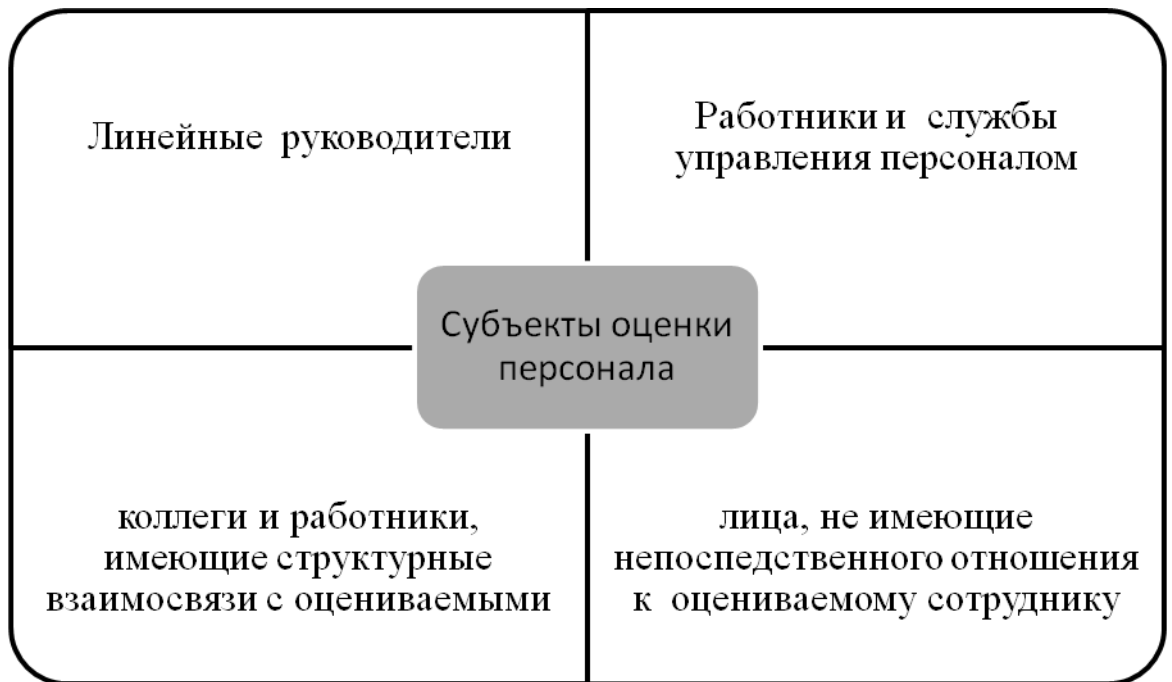 Линейные руководители
Работники и службы
управления персоналом
Субъекты оценки
персонала
коллеги и работники,
имеющие структурные
взаимосвязи с оцениваемыми
лица, не имеющие
непоспедственного отношения
к оцениваемому сотруднику